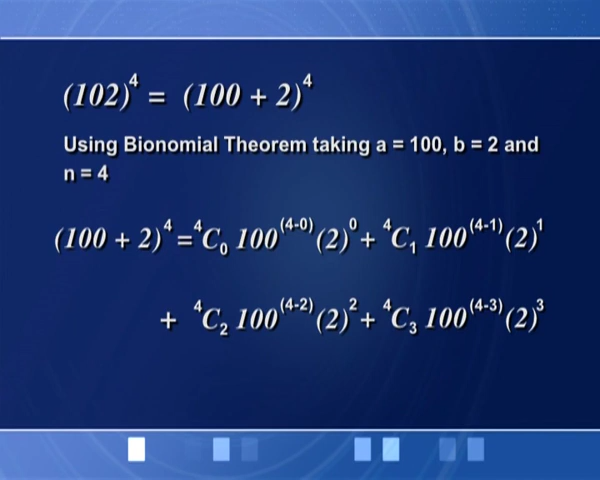 (102)⁴ = (100 + 2)⁴
Using Bionomial Theorem taking a = 100, b = 2 and
n = 4
(100 + 2)⁴ = ⁴C₀ 100⁽⁴⁻⁰⁾(2)⁰ + ⁴C₁ 100⁽⁴⁻¹⁾(2)¹
+ ⁴C₂ 100⁽⁴⁻²⁾(2)² + ⁴C₃ 100⁽⁴⁻³⁾(2)³